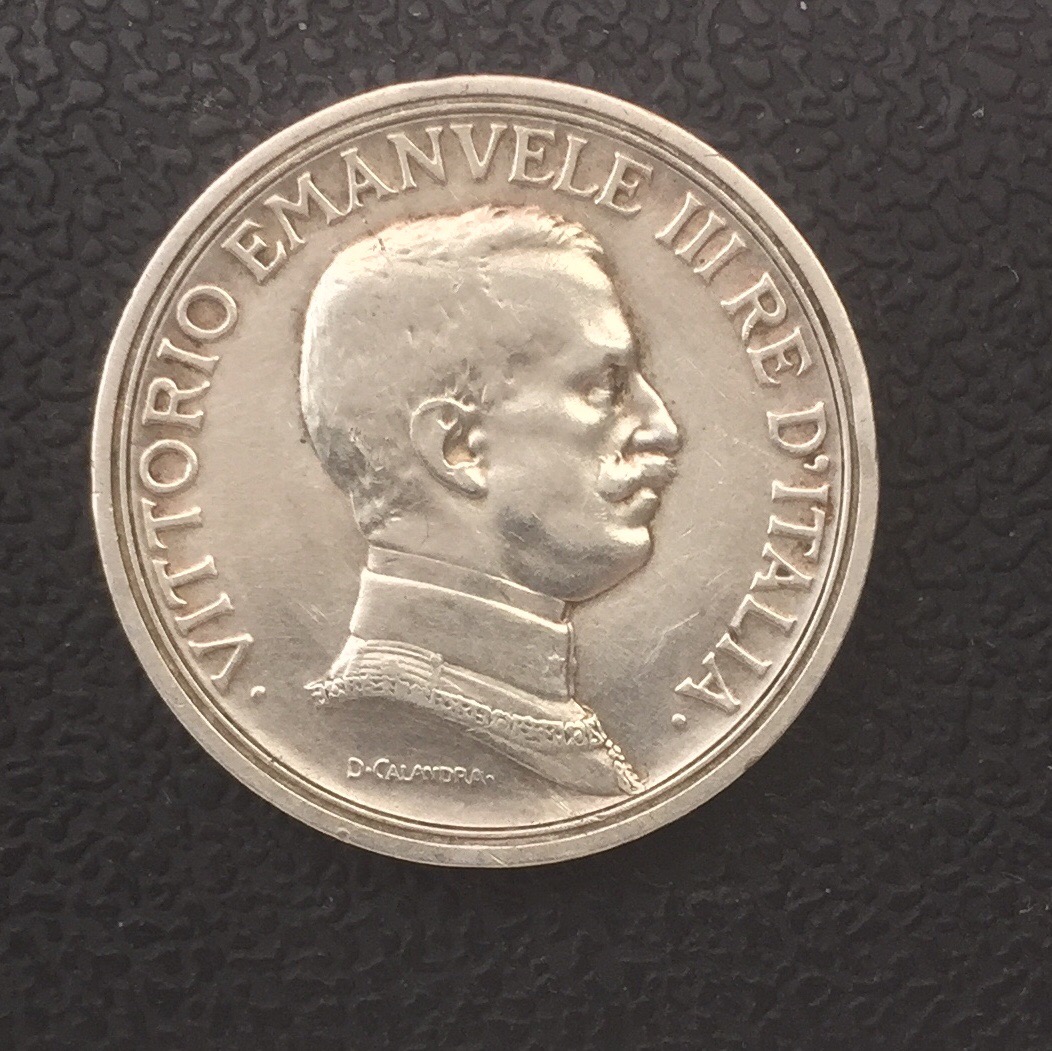 · VITTORIO EMANVELE III RE D'ITALIA ·
D·CALANDRA·